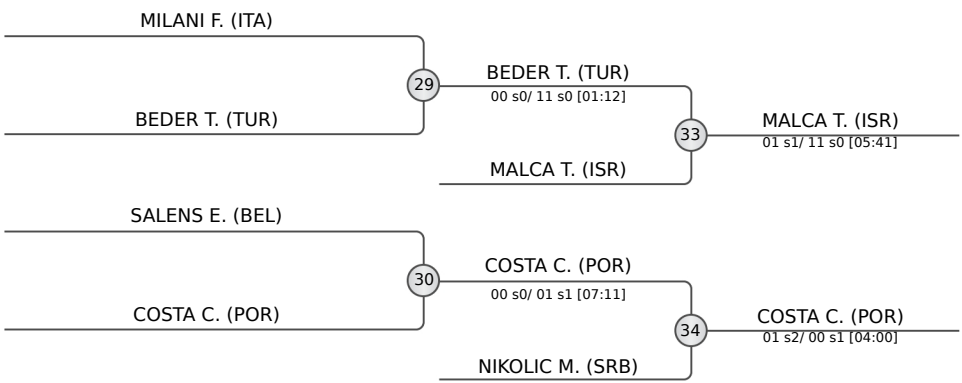 MILANI F. (ITA)
29
BEDER T. (TUR)
BEDER T. (TUR)
00 s0/ 11 s0 [01:12]
33
MALCA T. (ISR)
MALCA T. (ISR)
01 s1/ 11 s0 [05:41]
SALENS E. (BEL)
30
COSTA C. (POR)
COSTA C. (POR)
00 s0/ 01 s1 [07:11]
34
NIKOLIC M. (SRB)
COSTA C. (POR)
01 s2/ 00 s1 [04:00]